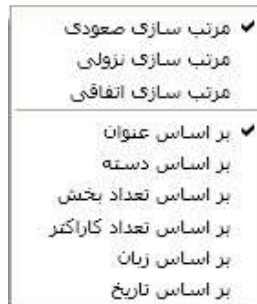 ✔ مرتب سازی صعودی
مرتب سازی نزولی
مرتب سازی اتفاقی
✔ بر اساس عنوان
بر اساس دسته
بر اساس تعداد بخش
بر اساس تعداد کاراکتر
بر اساس زبان
بر اساس تاریخ